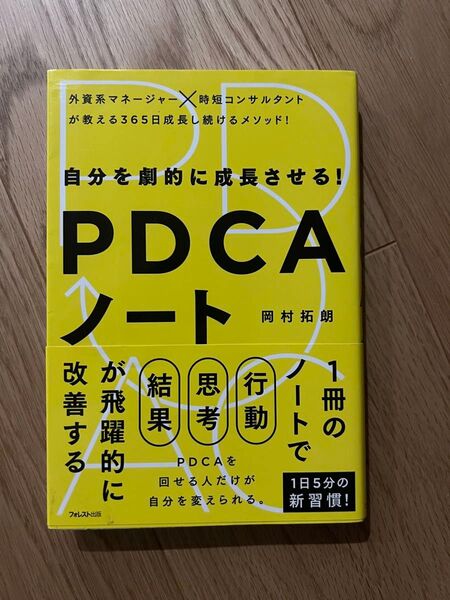 外資系マネージャー×時短コンサルタント
が教える365日成長し続けるメソッド!
自分を劇的に成長させる!
PDCA
ノート
岡村拓朗
1冊の
ノートで
行動
思考
結果
が飛躍的に
改善する
PDCAを
回せる人だけが
自分を変えられる。
1日5分の
新習慣!
フォレスト出版